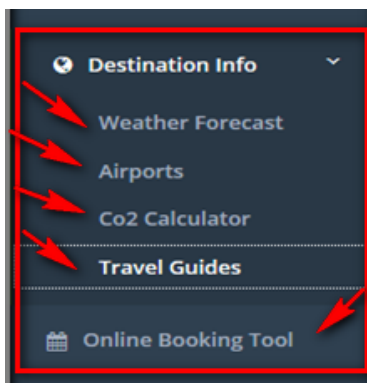 Destination Info
Weather Forecast
Airports
Co2 Calculator
Travel Guides
Online Booking Tool